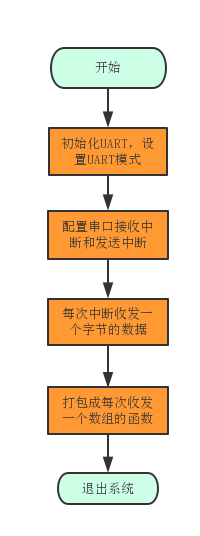 开始
初始化UART，设
置UART模式
配置串口接收中
断和发送中断
每次中断收发一
个字节的数据
打包成每次收发
一个数组的函数
退出系统